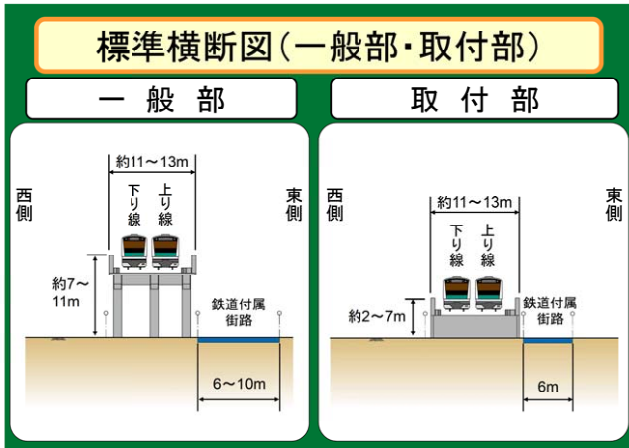 標準横断図(一般部・取付部)
一般部
取付部
約11～13m
西側
下り線
上り線
東側
約7～
11m
鉄道付属
街路
6～10m
西側
約11～13m
東側
下り線
上り線
約2～7m
鉄道付属
街路
6m